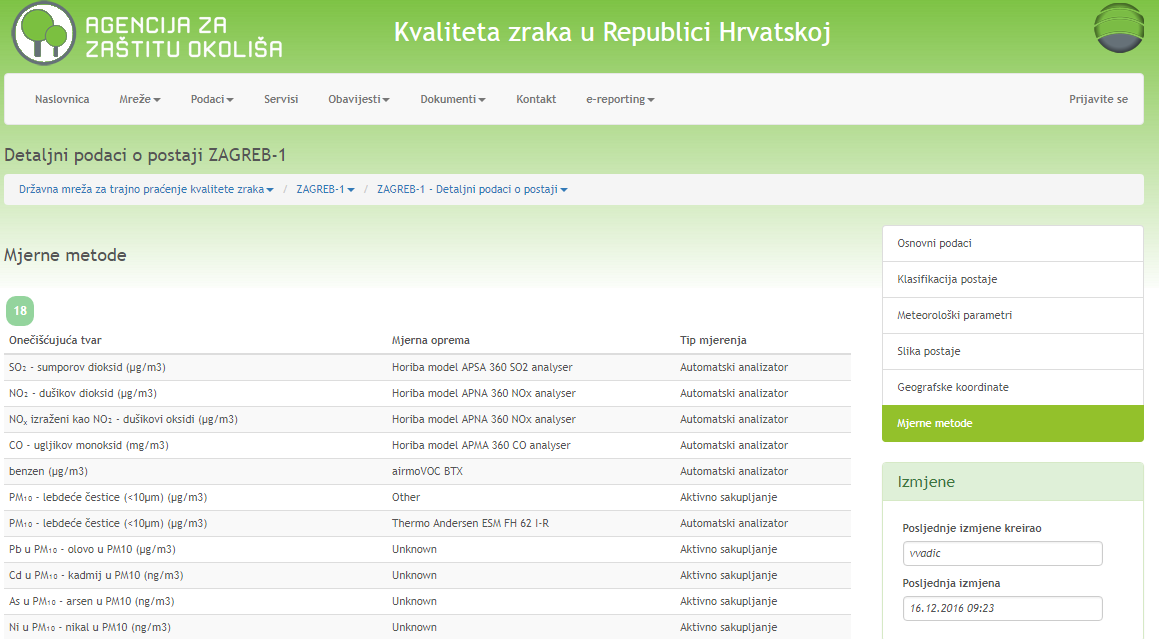 AGENCIJA ZA
ZAŠTITU OKOLIŠA
Kvaliteta zraka u Republici Hrvatskoj
Naslovnica Mreže Podaci Servisi Obavijesti Dokumenti Kontakt e-reporting Prijavite se
Detaljni podaci o postaji ZAGREB-1
Državna mreža za trajno praćenje kvalitete zraka / ZAGREB-1 / ZAGREB-1 - Detaljni podaci o postaji
Mjerne metode
18
Onečišćujuća tvar Mjerna oprema Tip mjerenja
SO₂ - sumporov dioksid (µg/m3) Horiba model APSA 360 SO2 analyser Automatski analizator
NO₂ - dušikov dioksid (µg/m3) Horiba model APNA 360 NOx analyser Automatski analizator
NOₓ izraženi kao NO₂ - dušikovi oksidi (µg/m3) Horiba model APNA 360 NOx analyser Automatski analizator
CO - ugljikov monoksid (mg/m3) Horiba model APMA 360 CO analyser Automatski analizator
benzen (µg/m3) airmoVOC BTX Automatski analizator
PM₁₀ - lebdeće čestice (<10µm) (µg/m3) Other Aktivno sakupljanje
PM₁₀ - lebdeće čestice (<10µm) (µg/m3) Thermo Andersen ESM FH 62 I-R Automatski analizator
Pb u PM₁₀ - olovo u PM10 (µg/m3) Unknown Aktivno sakupljanje
Cd u PM₁₀ - kadmij u PM10 (ng/m3) Unknown Aktivno sakupljanje
As u PM₁₀ - arsen u PM10 (ng/m3) Unknown Aktivno sakupljanje
Ni u PM₁₀ - nikal u PM10 (ng/m3) Unknown Aktivno sakupljanje
Osnovni podaci
Klasifikacija postaje
Meteorološki parametri
Slika postaje
Geografske koordinate
Mjerne metode
Izmjene
Posljednje izmjene kreirao
vvadic
Posljednja izmjena
16.12.2016 09:23